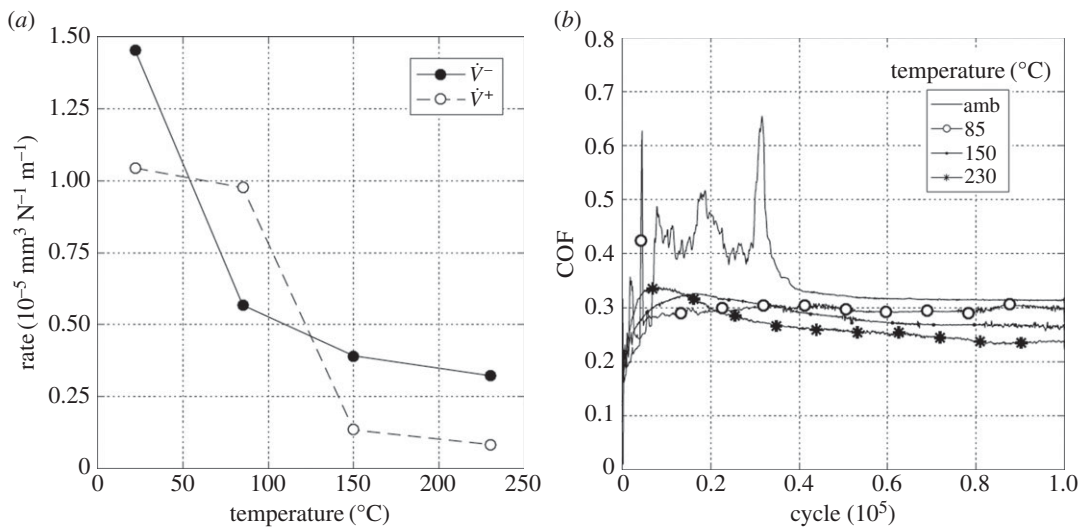 (a)
1.50
1.25
1.00
0.75
0.50
0.25
0
rate (10⁻⁵ mm³ N⁻¹ m⁻¹)
V̇⁻
V̇⁺
0 50 100 150 200 250
temperature (°C)
(b)
0.8
0.7
0.6
0.5
0.4
0.3
0.2
0.1
0
COF
temperature (°C)
amb
85
150
230
0 0.2 0.4 0.6 0.8 1.0
cycle (10⁵)